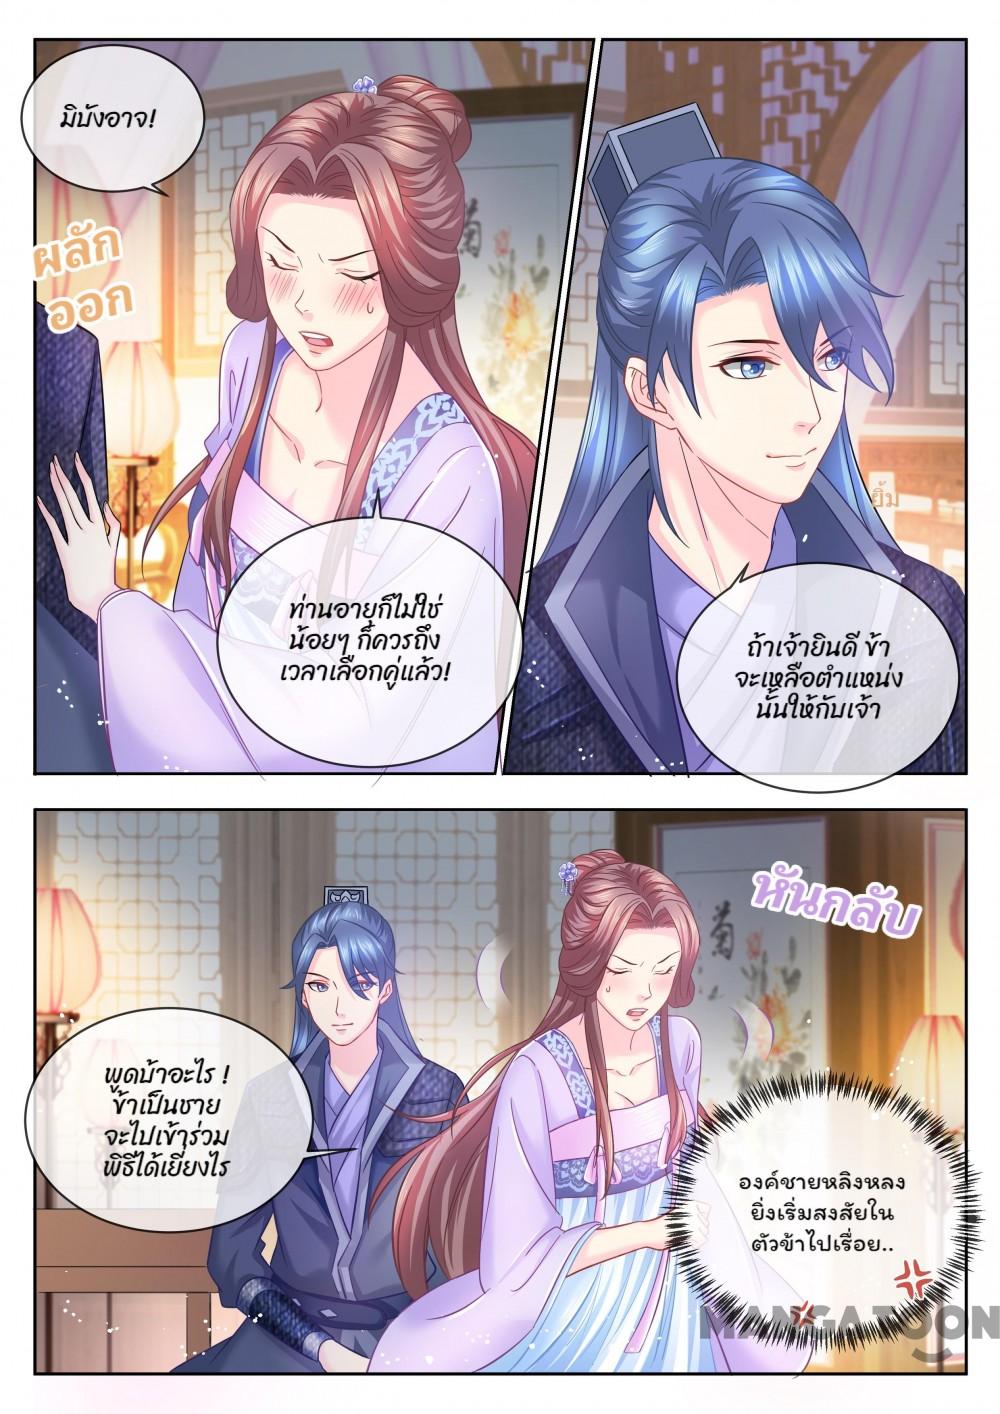 มิบังอาจ!
ผลัก
ออก
ท่านอายุก็ไม่ใช่
น้อยๆ ก็ควรถึง
เวลาเลือกคู่แล้ว!
ยิ้ม
ถ้าเจ้ายินดี ข้า
จะเหลือตำแหน่ง
นั้นให้กับเจ้า
หันกลับ
菊
พูดบ้าอะไร !
ข้าเป็นชาย
จะไปเข้าร่วม
พิธีได้เยี่ยงไร
องค์ชายหลิงหลง
ยิ่งเริ่มสงสัยใน
ตัวข้าไปเรื่อย..
MANGATOON